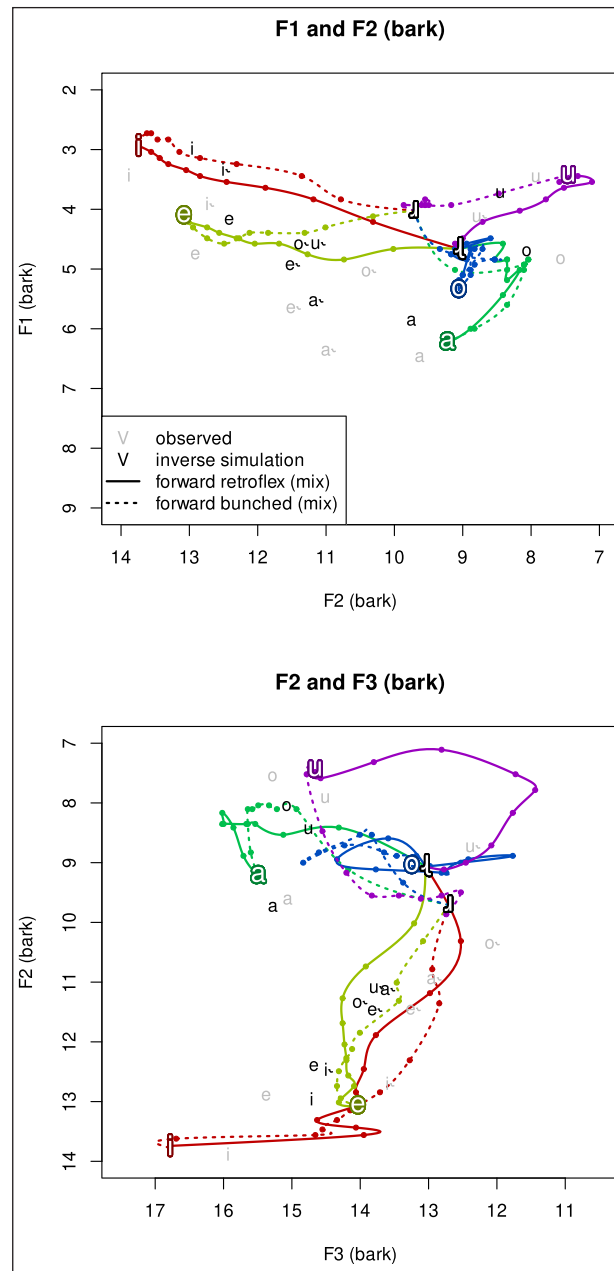 F1 and F2 (bark)
2
3
4
5
6
7
8
9
F1 (bark)
i
i
i
i˞
i˞
e
e
e
e˞
e˞
u
u
u
u˞
u˞
o
o
o
o˞
o˞
a
a
a
a˞
a˞
ɻ
ɹ
V observed
V inverse simulation
forward retroflex (mix)
forward bunched (mix)
14 13 12 11 10 9 8 7
F2 (bark)
F2 and F3 (bark)
7
8
9
10
11
12
13
14
F2 (bark)
u
u
u
u˞
u˞
o
o
o
o˞
o˞
a
a
a
a˞
a˞
e
e
e
e˞
e˞
i
i
i
i˞
i˞
ɻ
ɹ
17 16 15 14 13 12 11
F3 (bark)